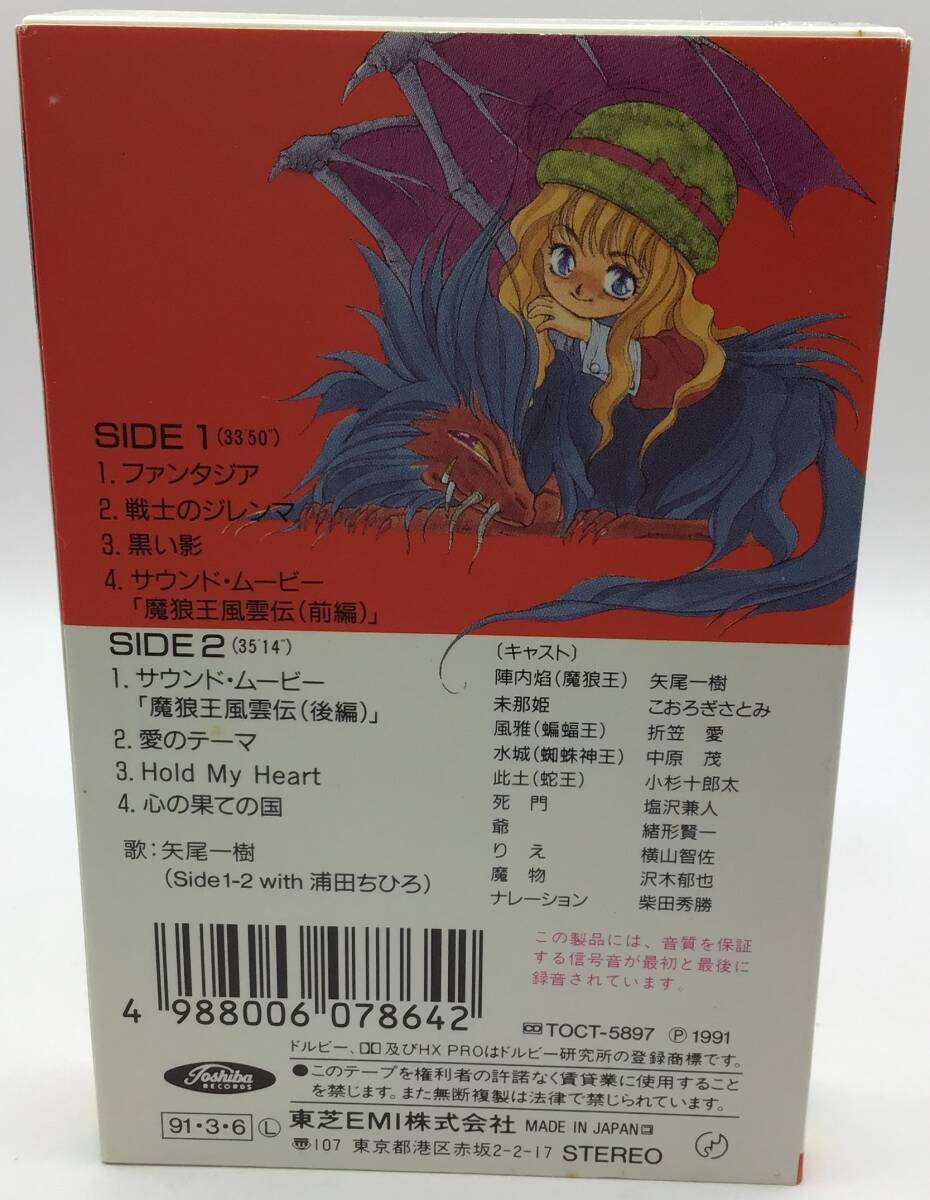 SIDE 1 (33'50")
1. ファンタジア
2. 戦士のジレンマ
3. 黒い影
4. サウンド・ムービー
「魔狼王風雲伝(前編)」
SIDE 2 (35'14")
1. サウンド・ムービー
「魔狼王風雲伝(後編)」
2. 愛のテーマ
3. Hold My Heart
4. 心の果ての国
歌:矢尾一樹
(Side1-2 with 浦田ちひろ)
〔キャスト〕
陣内焰(魔狼王) 矢尾一樹
未那姫 こおろぎさとみ
風雅(蝙蝠王) 折笠 愛
水城(蜘蛛神王) 中原 茂
此土(蛇王) 小杉十郎太
死門 塩沢兼人
爺 緒形賢一
りえ 横山智佐
魔物 沢木郁也
ナレーション 柴田秀勝
この製品には、音質を保証
する信号音が最初と最後に
録音されています。
4 988006 078642
TOCT-5897 Ⓟ 1991
ドルビー、及びHX PROはドルビー研究所の登録商標です。
●このテープを権利者の許諾なく賃貸業に使用すること
を禁じます。また無断複製は法律で禁じられています。
Toshiba
RECORDS
91・3・6 Ⓛ 東芝EMI株式会社 MADE IN JAPAN
〒107 東京都港区赤坂2-2-17 STEREO